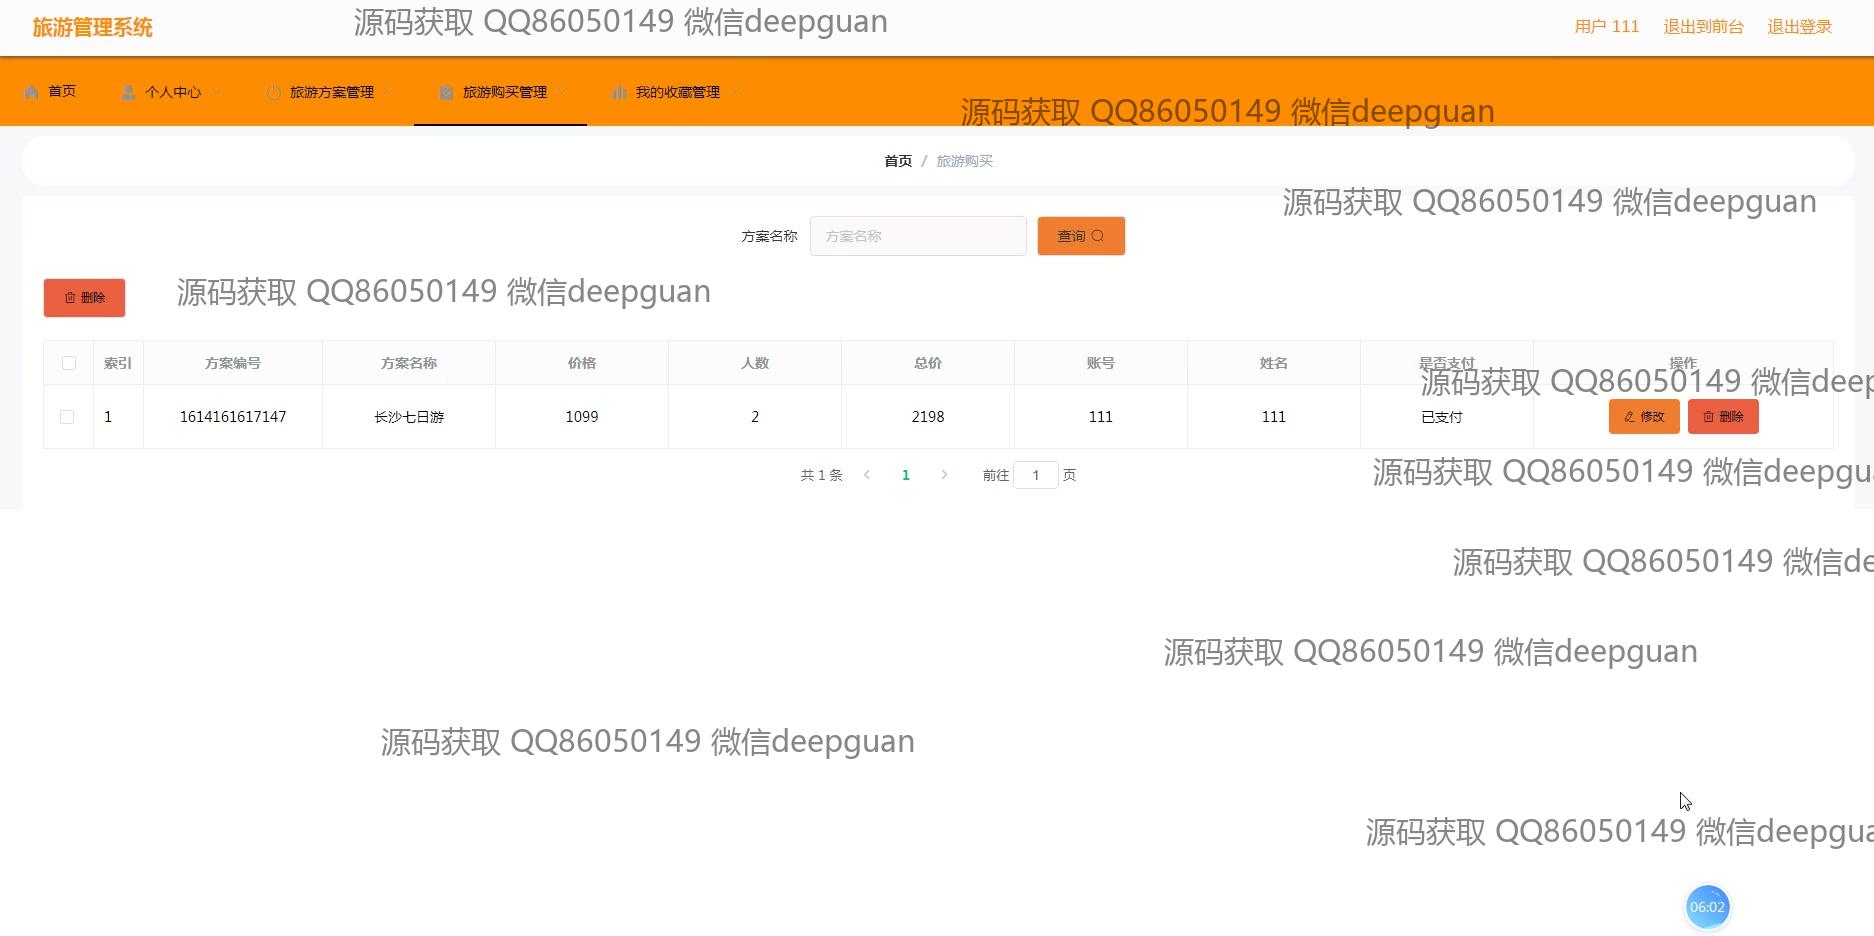 旅游管理系统
源码获取 QQ86050149 微信deepguan
用户 111 退出到前台 退出登录
首页 个人中心 旅游方案管理 旅游购买管理 我的收藏管理
源码获取 QQ86050149 微信deepguan
首页 / 旅游购买
源码获取 QQ86050149 微信deepguan
方案名称 方案名称 查询
删除
源码获取 QQ86050149 微信deepguan
索引 方案编号 方案名称 价格 人数 总价 账号 姓名 是否支付 操作
源码获取 QQ86050149 微信deep
1 1614161617147 长沙七日游 1099 2 2198 111 111 已支付 修改 删除
共 1 条 1 前往 1 页
源码获取 QQ86050149 微信deepgu
源码获取 QQ86050149 微信de
源码获取 QQ86050149 微信deepguan
源码获取 QQ86050149 微信deepguan
源码获取 QQ86050149 微信deepgua
06:02